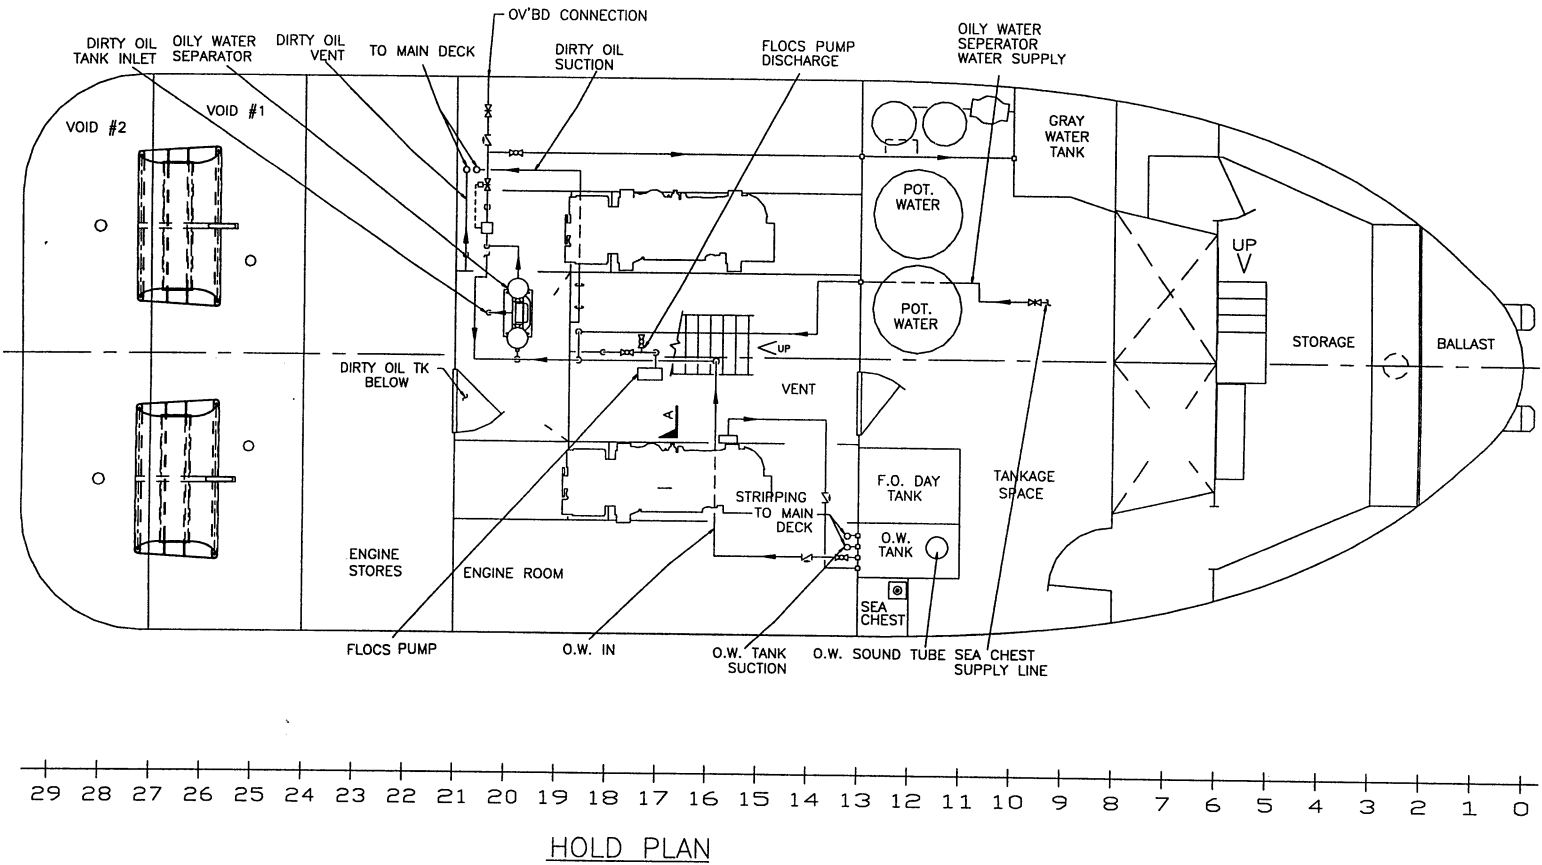 OV'BD CONNECTION
DIRTY OIL
TANK INLET
OILY WATER
SEPARATOR
DIRTY OIL
VENT
TO MAIN DECK
DIRTY OIL
SUCTION
FLOCS PUMP
DISCHARGE
OILY WATER
SEPERATOR
WATER SUPPLY
VOID #2
VOID #1
GRAY
WATER
TANK
POT.
WATER
POT.
WATER
UP
UP
STORAGE
BALLAST
DIRTY OIL TK
BELOW
VENT
A
F.O. DAY
TANK
TANKAGE
SPACE
STRIPPING
TO MAIN
DECK
O.W.
TANK
ENGINE
STORES
ENGINE ROOM
SEA
CHEST
FLOCS PUMP
O.W. IN
O.W. TANK
SUCTION
O.W. SOUND TUBE
SEA CHEST
SUPPLY LINE
29 28 27 26 25 24 23 22 21 20 19 18 17 16 15 14 13 12 11 10 9 8 7 6 5 4 3 2 1 0
HOLD PLAN